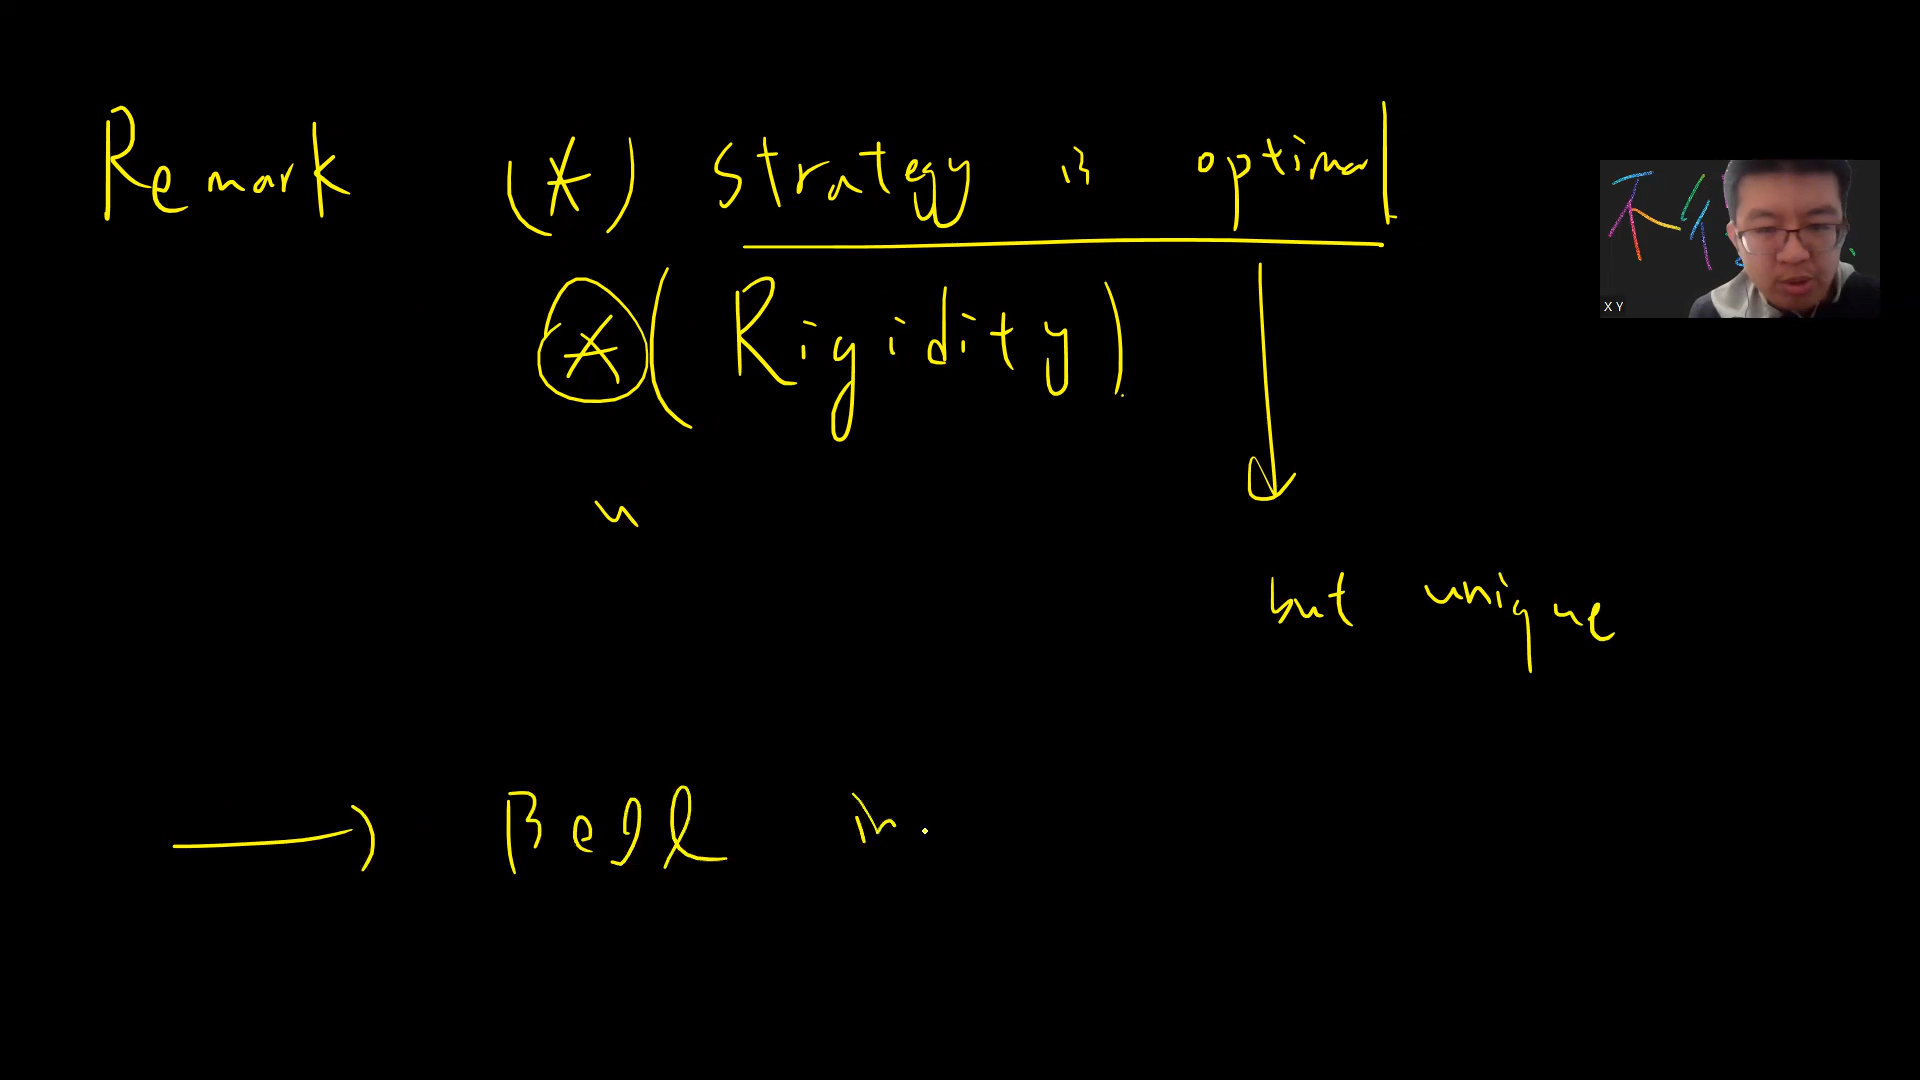 Remark (*) Strategy is optimal
(*) (Rigidity)
u
but unique
→ Bell in
X Y